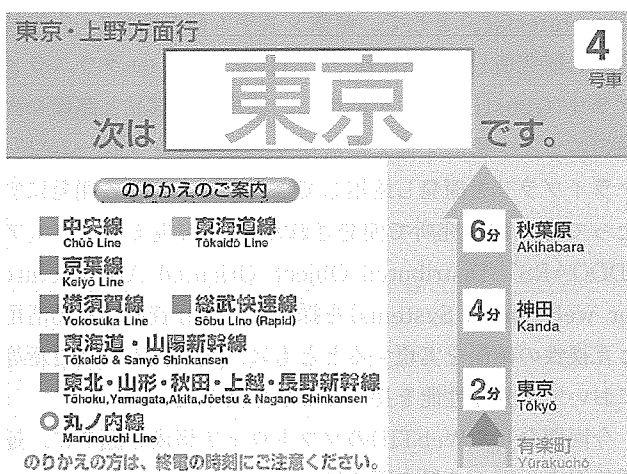 東京・上野方面行
4
号車
次は 東京 です。
のりかえのご案内
中央線 東海道線
Chūō Line Tōkaidō Line
京葉線
Keiyō Line
横須賀線 総武快速線
Yokosuka Line Sōbu Line (Rapid)
東海道・山陽新幹線
Tōkaidō & Sanyō Shinkansen
東北・山形・秋田・上越・長野新幹線
Tōhoku, Yamagata, Akita, Jōetsu & Nagano Shinkansen
丸ノ内線
Marunouchi Line
のりかえの方は、終電の時刻にご注意ください。
6分 秋葉原
Akihabara
4分 神田
Kanda
2分 東京
Tōkyō
有楽町
Yūrakuchō